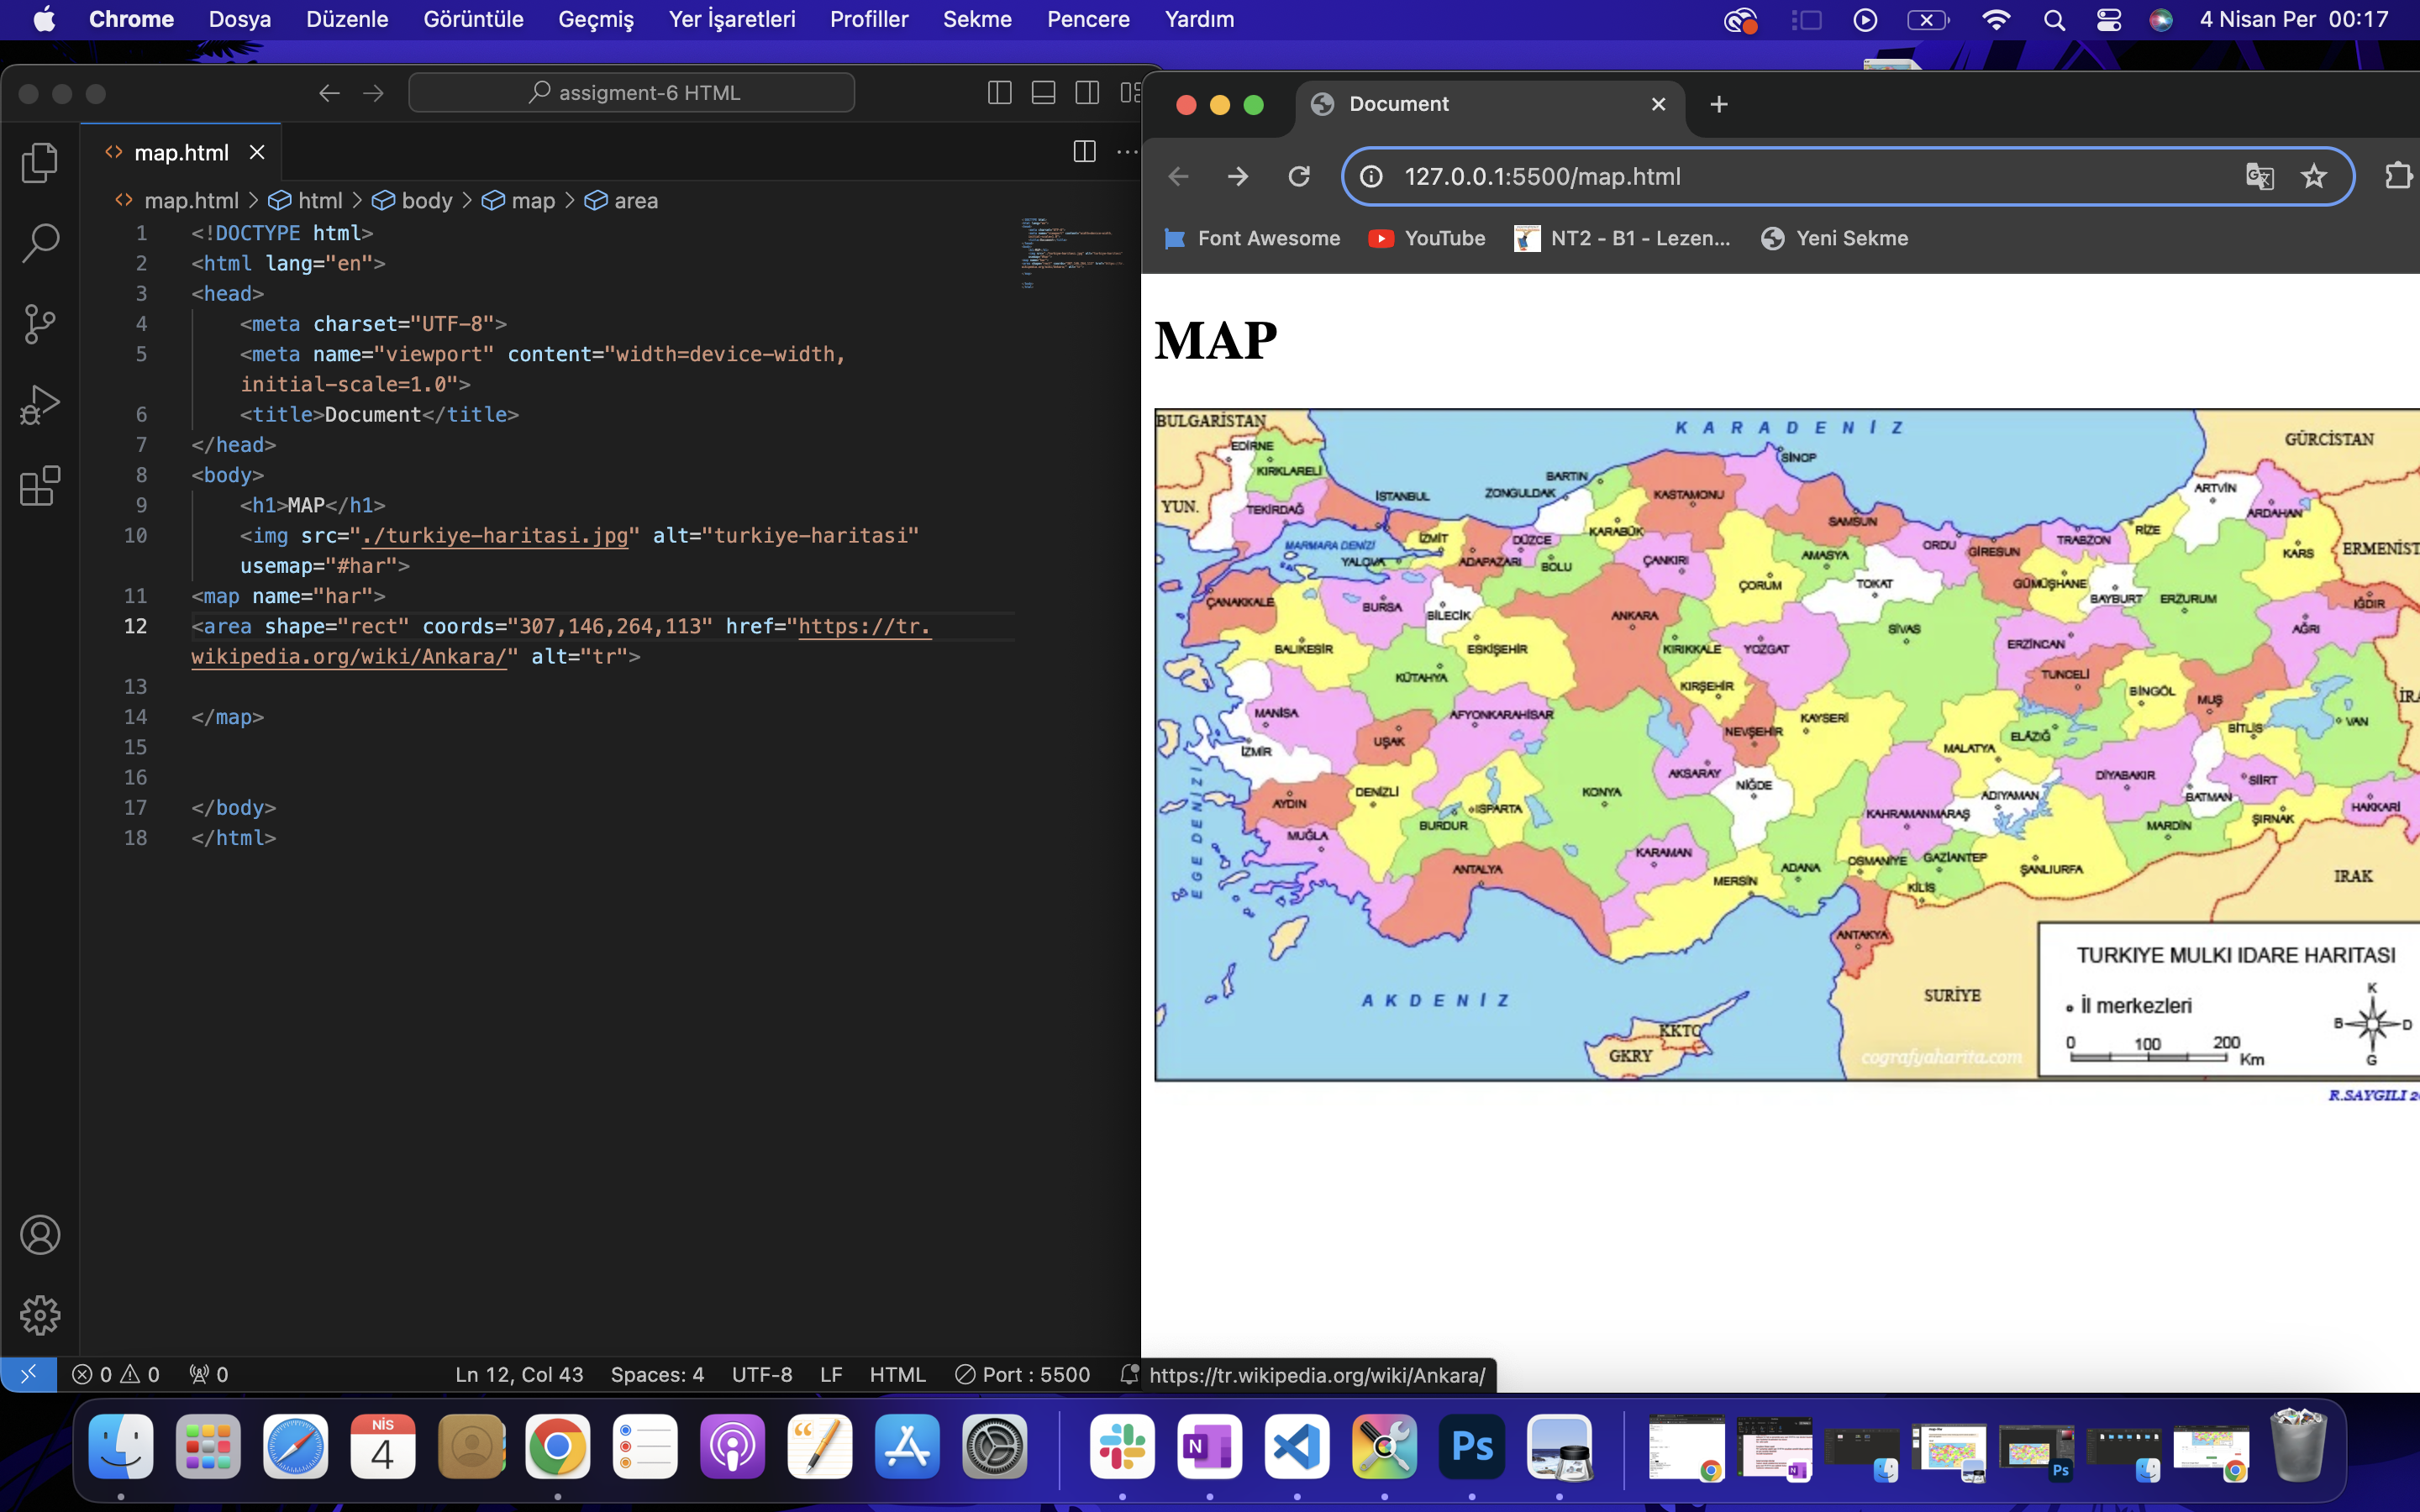 Chrome Dosya Düzenle Görüntüle Geçmiş Yer İşaretleri Profiller Sekme Pencere Yardım 4 Nisan Per 00:17
assigment-6 HTML
map.html
map.html > html > body > map > area
1 <!DOCTYPE html>
2 <html lang="en">
3 <head>
4 <meta charset="UTF-8">
5 <meta name="viewport" content="width=device-width,
initial-scale=1.0">
6 <title>Document</title>
7 </head>
8 <body>
9 <h1>MAP</h1>
10 <img src="./turkiye-haritasi.jpg" alt="turkiye-haritasi"
usemap="#har">
11 <map name="har">
12 <area shape="rect" coords="307,146,264,113" href="https://tr.
wikipedia.org/wiki/Ankara/" alt="tr">
13
14 </map>
15
16
17 </body>
18 </html>
0 0 0 Ln 12, Col 43 Spaces: 4 UTF-8 LF HTML Port : 5500
Document
127.0.0.1:5500/map.html
Font Awesome YouTube NT2 - B1 - Lezen... Yeni Sekme
MAP
BULGARİSTAN
KARADENİZ
GÜRCİSTAN
EDİRNE
KIRKLARELİ
SİNOP
BARTIN
ZONGULDAK
İSTANBUL
KASTAMONU
ARTVİN
YUN.
TEKİRDAĞ
ARDAHAN
SAMSUN
KARABÜK
RİZE
TRABZON
MARMARA DENİZİ
İZMİT
DÜZCE
ORDU
GİRESUN
KARS
ERMENİST
YALOVA
ADAPAZARI
BOLU
ÇANKIRI
AMASYA
ÇORUM
TOKAT
GÜMÜŞHANE
BAYBURT
ERZURUM
IĞDIR
ÇANAKKALE
BURSA
BİLECİK
ANKARA
SİVAS
AĞRI
BALIKESİR
ESKİŞEHİR
KIRIKKALE
YOZGAT
ERZİNCAN
KÜTAHYA
KIRŞEHİR
TUNCELİ
BİNGÖL
MUŞ
İRA
MANİSA
AFYONKARAHİSAR
KAYSERİ
VAN
UŞAK
NEVŞEHİR
ELAZIĞ
BİTLİS
İZMİR
MALATYA
AKSARAY
DİYABAKIR
SİİRT
EGE DENİZİ
AYDIN
DENİZLİ
ISPARTA
KONYA
NİĞDE
ADIYAMAN
BATMAN
HAKKARİ
KAHRAMANMARAŞ
MUĞLA
BURDUR
MARDİN
ŞIRNAK
KARAMAN
ANTALYA
MERSİN
ADANA
OSMANİYE
GAZİANTEP
ŞANLIURFA
KİLİS
IRAK
ANTAKYA
TURKIYE MULKI IDARE HARITASI
AKDENİZ
SURİYE
İl merkezleri
K
B D
G
0 100 200
Km
KKTC
GKRY
cografyaharita.com
R.SAYGILI 20
https://tr.wikipedia.org/wiki/Ankara/
NİS
4
N
Ps
Ps